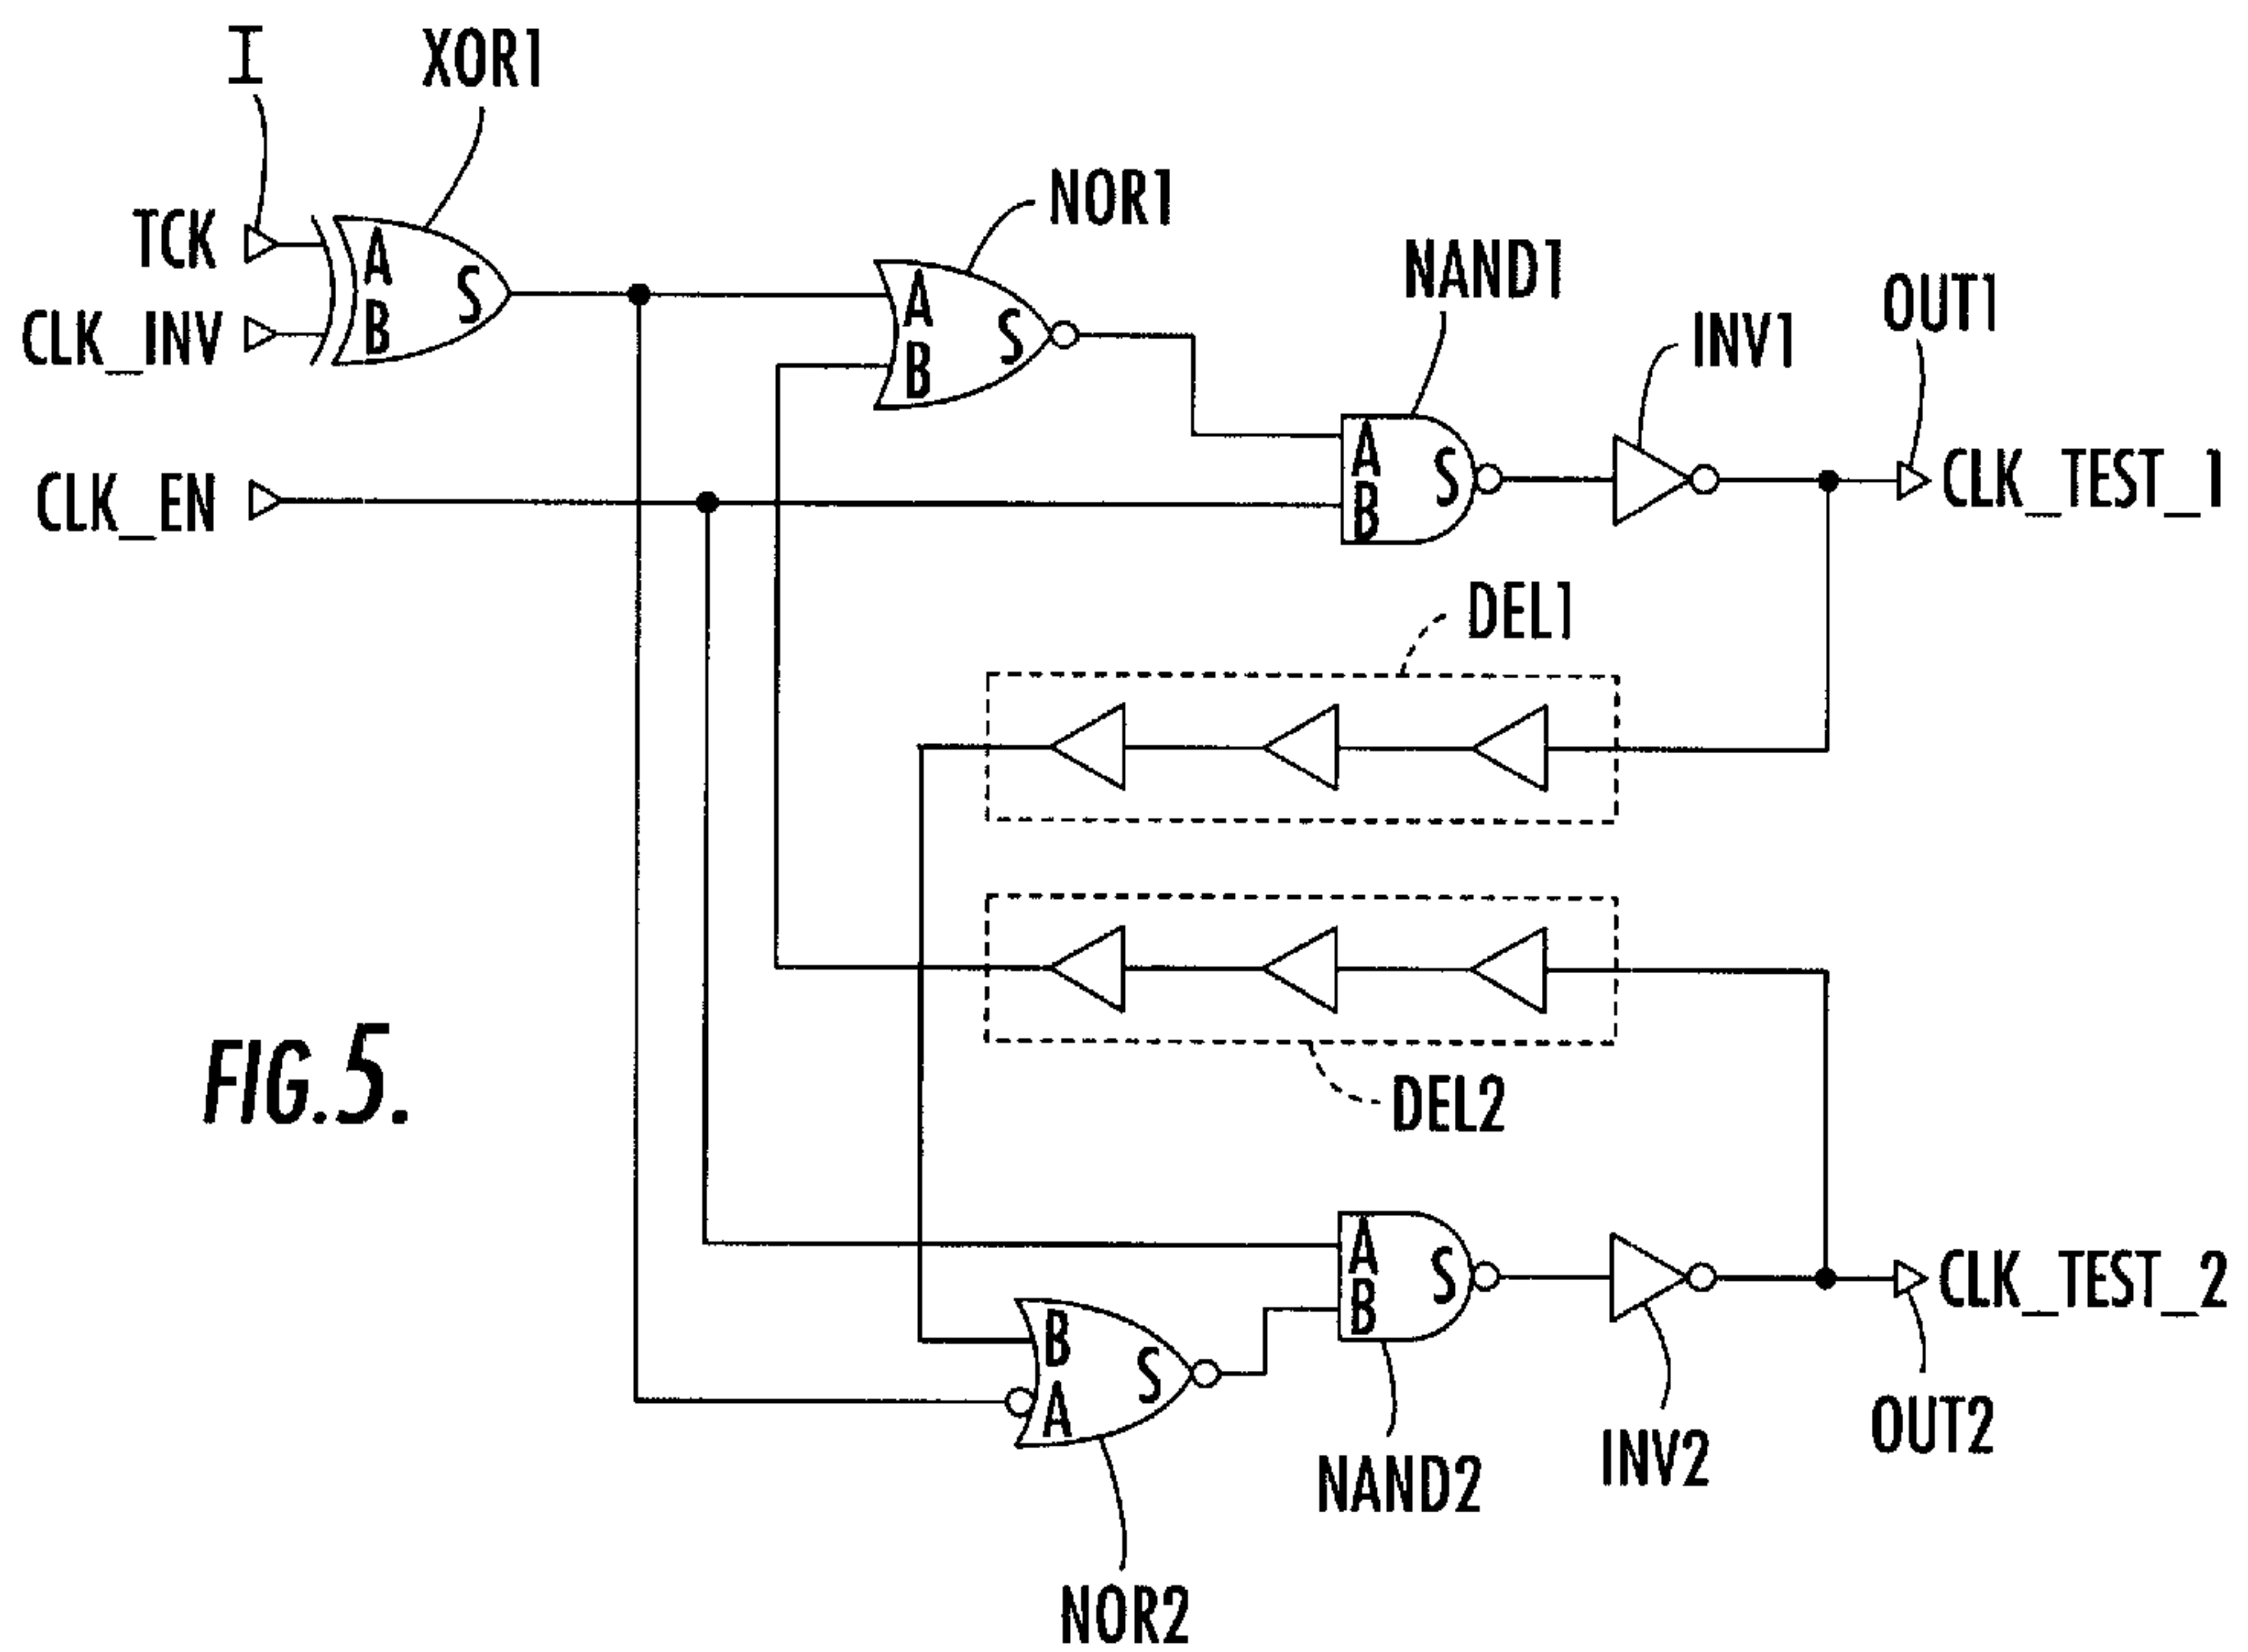 I
XOR1
TCK
A
B
S
CLK_INV
NOR1
A
B
S
NAND1
A
B
S
INV1
OUT1
CLK_TEST_1
CLK_EN
DEL1
DEL2
FIG.5.
A
B
S
CLK_TEST_2
B
A
S
NOR2
NAND2
INV2
OUT2